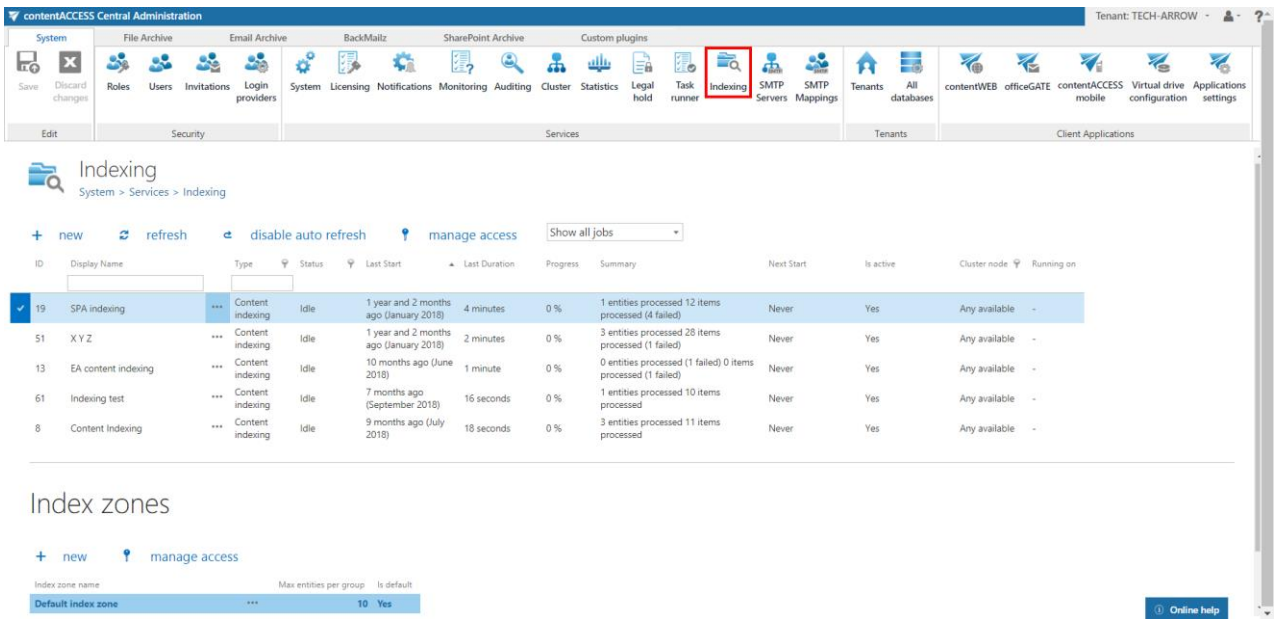 contentACCESS Central Administration
Tenant: TECH-ARROW
?
System File Archive Email Archive BackMailz SharePoint Archive Custom plugins
Save Discard changes Roles Users Invitations Login providers System Licensing Notifications Monitoring Auditing Cluster Statistics Legal hold Task runner Indexing SMTP Servers SMTP Mappings Tenants All databases contentWEB officeGATE contentACCESS mobile Virtual drive configuration Applications settings
Edit Security Services Tenants Client Applications
Indexing
System > Services > Indexing
+ new refresh disable auto refresh manage access Show all jobs
ID Display Name Type Status Last Start Last Duration Progress Summary Next Start Is active Cluster node Running on
19 SPA indexing ... Content indexing Idle 1 year and 2 months ago (January 2018) 4 minutes 0 % 1 entities processed 12 items processed (4 failed) Never Yes Any available -
51 X Y Z ... Content indexing Idle 1 year and 2 months ago (January 2018) 2 minutes 0 % 3 entities processed 28 items processed (1 failed) Never Yes Any available -
13 EA content indexing ... Content indexing Idle 10 months ago (June 2018) 1 minute 0 % 0 entities processed (1 failed) 0 items processed (1 failed) Never Yes Any available -
61 Indexing test ... Content indexing Idle 7 months ago (September 2018) 16 seconds 0 % 1 entities processed 10 items processed Never Yes Any available -
8 Content Indexing ... Content indexing Idle 9 months ago (July 2018) 18 seconds 0 % 3 entities processed 11 items processed Never Yes Any available -
Index zones
+ new manage access
Index zone name Max entities per group Is default
Default index zone ... 10 Yes
Online help